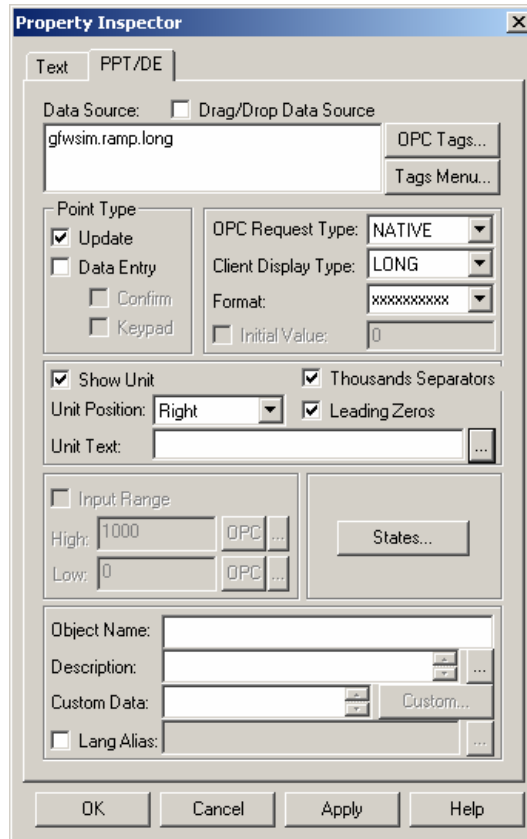 Property Inspector
Text PPT/DE
Data Source: Drag/Drop Data Source
gfwsim.ramp.long
OPC Tags...
Tags Menu...
Point Type
Update
Data Entry
Confirm
Keypad
OPC Request Type: NATIVE
Client Display Type: LONG
Format: xxxxxxxxxx
Initial Value: 0
Show Unit Thousands Separators
Unit Position: Right Leading Zeros
Unit Text: ...
Input Range
High: 1000 OPC ...
Low: 0 OPC ...
States...
Object Name:
Description: ...
Custom Data: Custom...
Lang Alias: ...
OK Cancel Apply Help